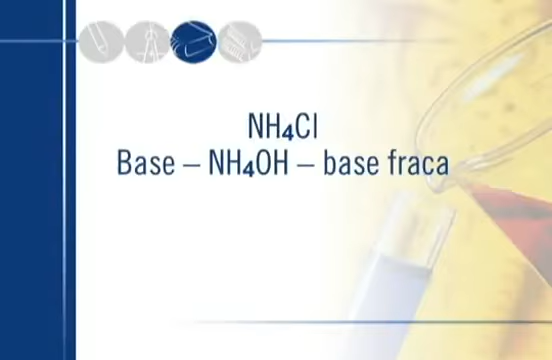 NH4Cl
Base – NH4OH – base fraca